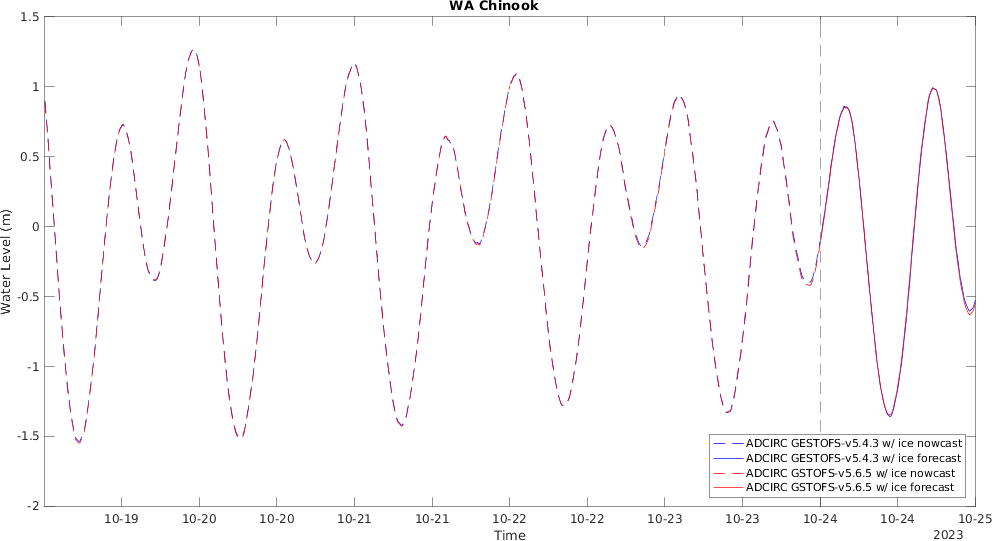 WA Chinook
1.5
1
0.5
0
-0.5
-1
-1.5
-2
Water Level (m)
10-19 10-20 10-20 10-21 10-21 10-22 10-22 10-23 10-23 10-24 10-24 10-25
Time
2023
ADCIRC GESTOFS-v5.4.3 w/ ice nowcast
ADCIRC GESTOFS-v5.4.3 w/ ice forecast
ADCIRC GSTOFS-v5.6.5 w/ ice nowcast
ADCIRC GSTOFS-v5.6.5 w/ ice forecast